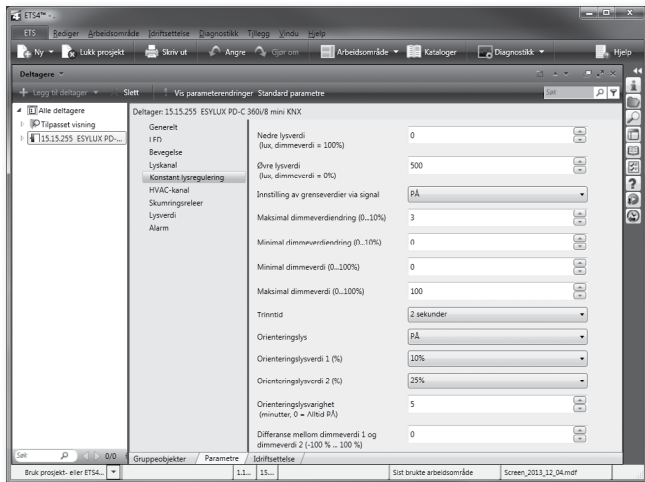 ETS4™ -
ETS Rediger Arbeidsområde Idriftsettelse Diagnostikk Tillegg Vindu Hjelp
Ny Lukk prosjekt Skriv ut Angre Gjør om Arbeidsområde Kataloger Diagnostikk Hjelp
Deltagere
Legg til deltager Slett Vis parameterendringer Standard parametre Søk
Alle deltagere
Tilpasset visning
15.15.255 ESYLUX PD-...
Deltager: 15.15.255 ESYLUX PD-C 360i/8 mini KNX
Generelt
LED
Bevegelse
Lyskanal
Konstant lysregulering
HVAC-kanal
Skumringsreleer
Lysverdi
Alarm
Nedre lysverdi
(lux, dimmeverdi = 100%)
0
Øvre lysverdi
(lux, dimmeverdi = 0%)
500
Innstilling av grenseverdier via signal
PÅ
Maksimal dimmeverdiendring (0...10%)
3
Minimal dimmeverdiendring (0...10%)
0
Minimal dimmeverdi (0...100%)
0
Maksimal dimmeverdi (0...100%)
100
Trinntid
2 sekunder
Orienteringslys
PÅ
Orienteringslysverdi 1 (%)
10%
Orienteringslysverdi 2 (%)
25%
Orienteringslysvarighet
(minutter, 0 = Alltid PÅ)
5
Differanse mellom dimmeverdi 1 og
dimmeverdi 2 (-100 % ... 100 %)
0
Søk 0/0
Gruppeobjekter Parametre Idriftsettelse
Bruk prosjekt- eller ETS4... 1.1... 15.... Sist brukte arbeidsområde Screen_2013_12_04.mdf